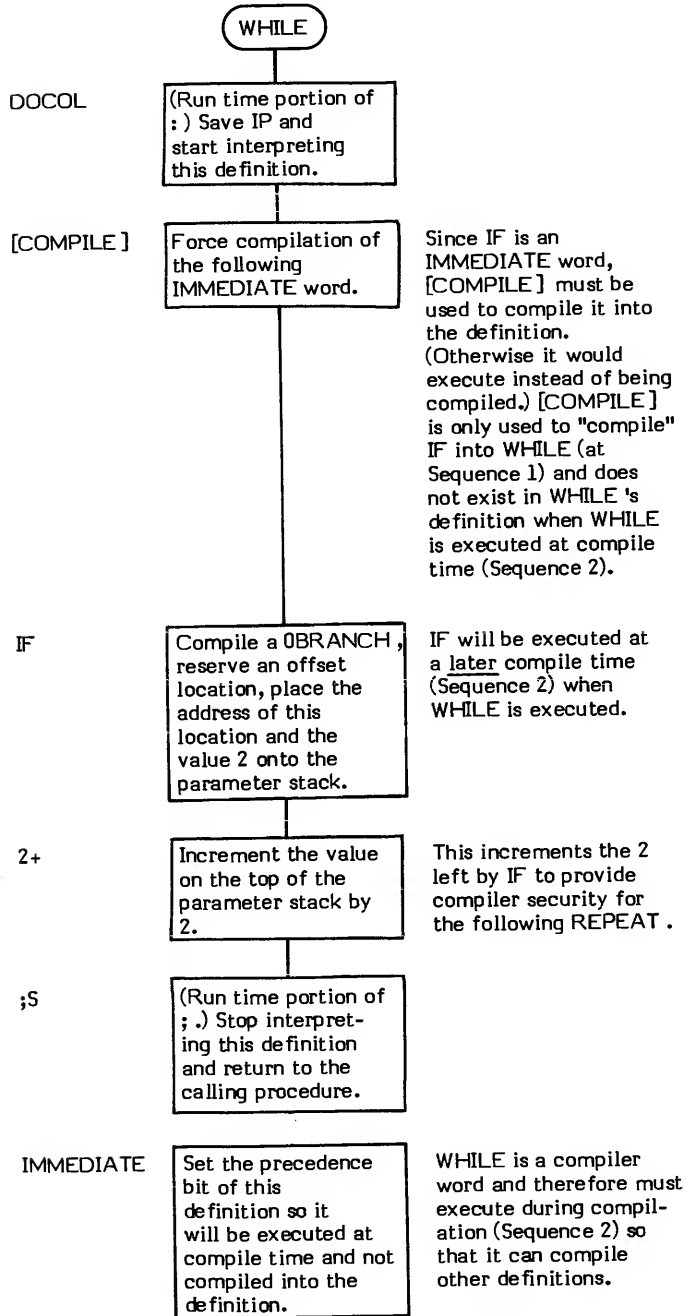 WHILE
DOCOL
(Run time portion of
: ) Save IP and
start interpreting
this definition.
[COMPILE]
Force compilation of
the following
IMMEDIATE word.
Since IF is an
IMMEDIATE word,
[COMPILE] must be
used to compile it into
the definition.
(Otherwise it would
execute instead of being
compiled.) [COMPILE]
is only used to "compile"
IF into WHILE (at
Sequence 1) and does
not exist in WHILE 's
definition when WHILE
is executed at compile
time (Sequence 2).
IF
Compile a 0BRANCH ,
reserve an offset
location, place the
address of this
location and the
value 2 onto the
parameter stack.
IF will be executed at
a later compile time
(Sequence 2) when
WHILE is executed.
2+
Increment the value
on the top of the
parameter stack by
2.
This increments the 2
left by IF to provide
compiler security for
the following REPEAT .
;S
(Run time portion of
; .) Stop interpret-
ing this definition
and return to the
calling procedure.
IMMEDIATE
Set the precedence
bit of this
definition so it
will be executed at
compile time and not
compiled into the
definition.
WHILE is a compiler
word and therefore must
execute during compil-
ation (Sequence 2) so
that it can compile
other definitions.